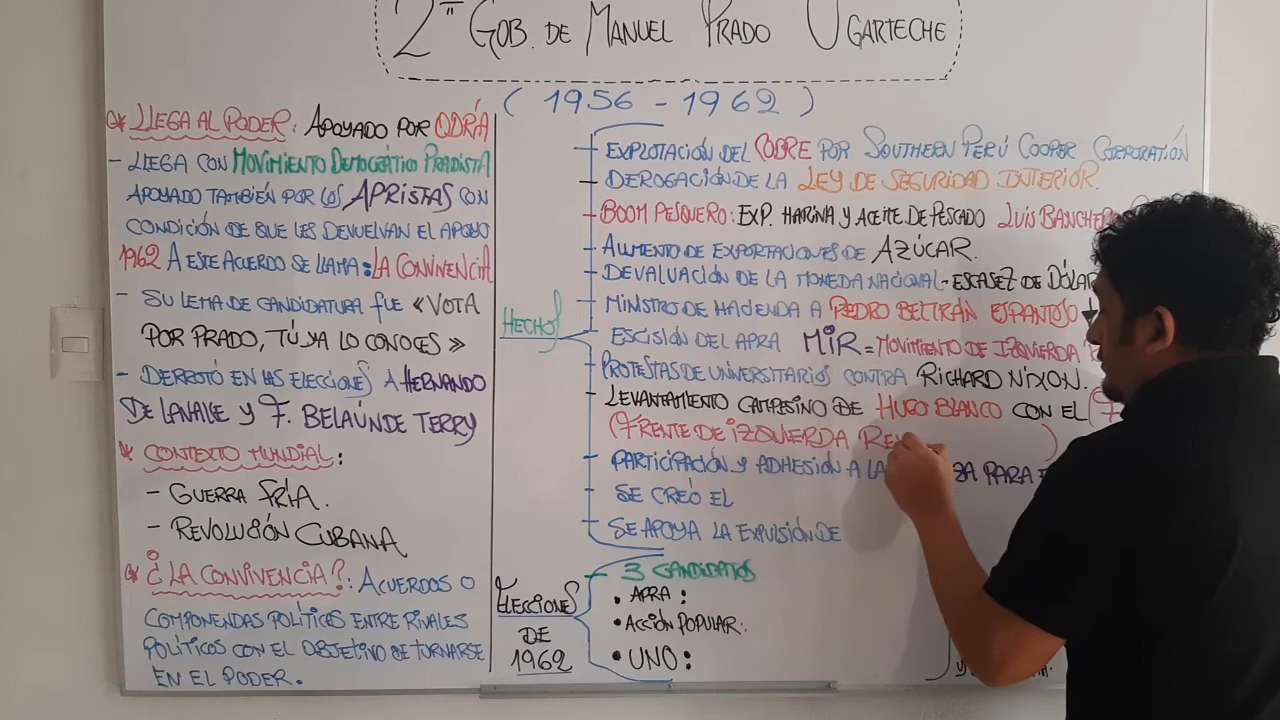 2do GOB. DE MANUEL PRADO UGARTECHE
(1956 - 1962)
* LLEGA AL PODER: APOYADO POR ODRÍA
- LLEGA CON MOVIMIENTO DEMOCRÁTICO PRADISTA
APOYADO TAMBIÉN POR LOS APRISTAS CON
CONDICIÓN DE QUE LES DEVUELVAN EL APOYO
1962 A ESTE ACUERDO SE LLAMA: LA CONVIVENCIA
- SU LEMA DE CANDIDATURA FUE «VOTA
POR PRADO, TÚ YA LO CONOCES»
- DERROTÓ EN LAS ELECCIONES A HERNANDO
DE LAVALLE Y F. BELAÚNDE TERRY
* CONTEXTO MUNDIAL:
- GUERRA FRÍA.
- REVOLUCIÓN CUBANA
* ¿LA CONVIVENCIA?: ACUERDOS O
COMPONENDAS POLÍTICAS ENTRE RIVALES
POLÍTICOS CON EL OBJETIVO DE TURNARSE
EN EL PODER.
HECHOS
- EXPLOTACIÓN DEL COBRE POR SOUTHERN PERÚ COOPER CORPORATIÓN
- DEROGACIÓN DE LA LEY DE SEGURIDAD INTERIOR.
- BOOM PESQUERO: EXP. HARINA Y ACEITE DE PESCADO LUIS
- AUMENTO DE EXPORTACIONES DE AZÚCAR.
- DEVALUACIÓN DE LA MONEDA NACIONAL - ESCASEZ DE
- MINISTRO DE HACIENDA A PEDRO BELTRÁN ESPANTOSO
ESCISIÓN DEL APRA MIR = MOVIMIENTO DE IZQUIERDA
PROTESTAS DE UNIVERSITARIOS CONTRA RICHARD NIXON.
- LEVANTAMIENTO CAMPESINO DE HUGO BLANCO CON EL (F
(FRENTE DE IZQUIERDA RE )
- PARTICIPACIÓN Y ADHESIÓN A LA PARA
- SE CREÓ EL
- SE APOYA LA EXPULSIÓN DE
ELECCIONES
DE
1962
- 3 CANDIDATOS
• APRA:
• ACCIÓN POPULAR:
• UNO: